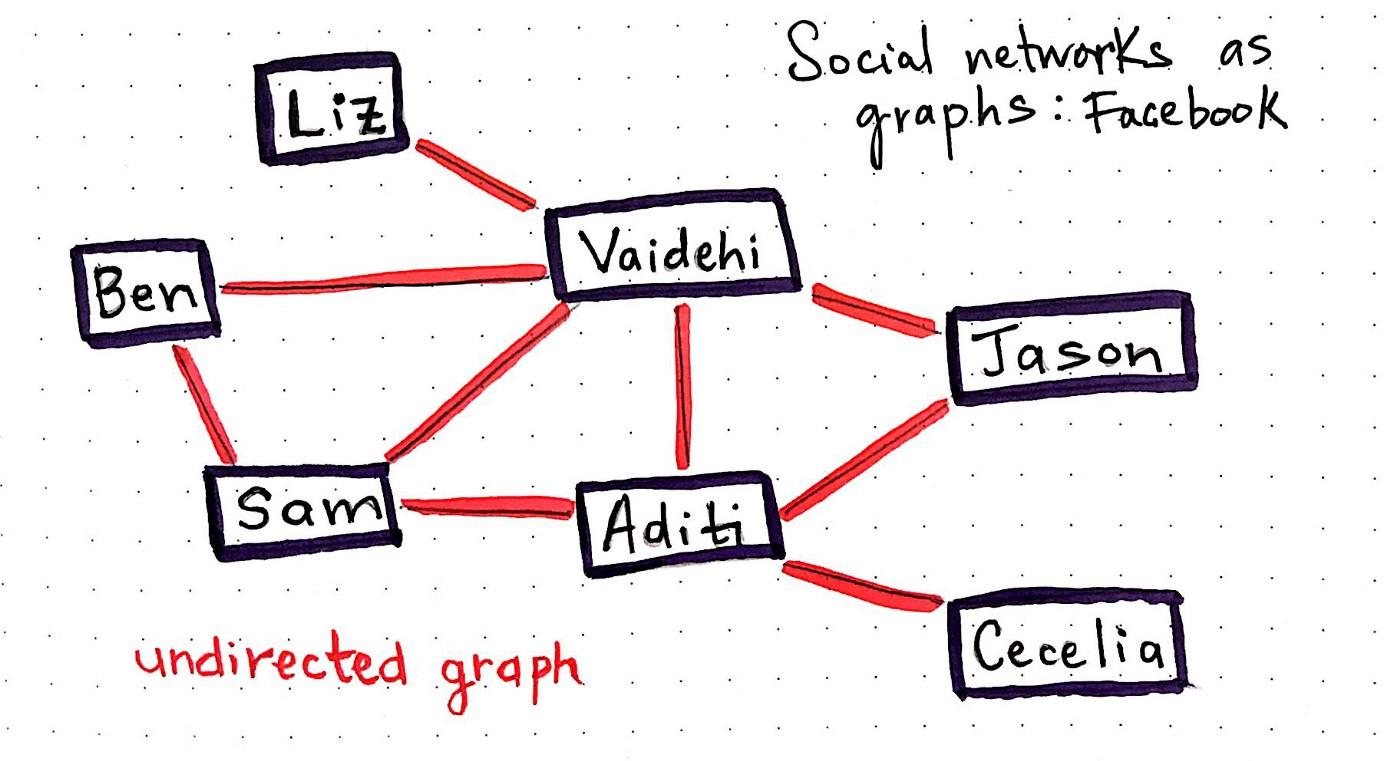 Social networks as
graphs: Facebook
Liz
Vaidehi
Ben
Jason
Sam
Aditi
Cecelia
undirected graph